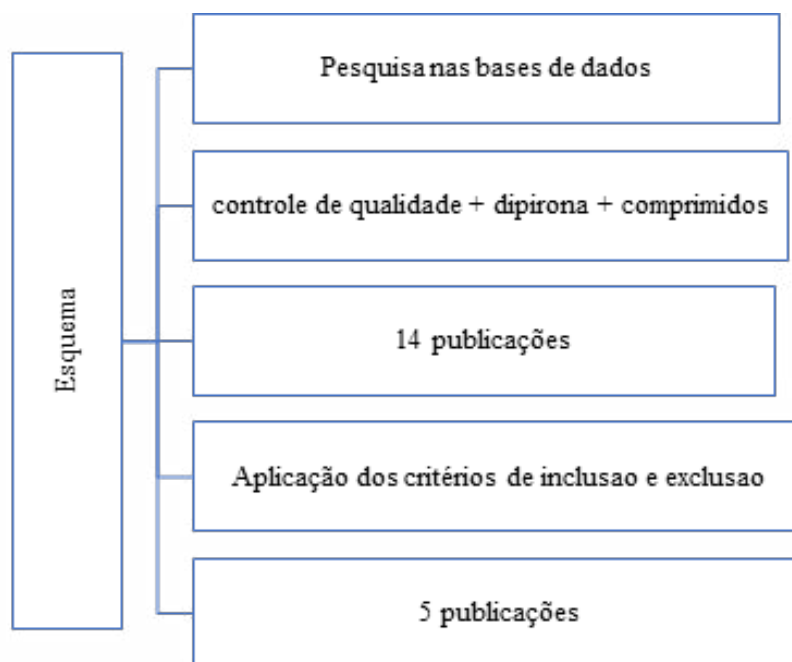 Esquema
Pesquisa nas bases de dados
controle de qualidade + dipirona + comprimidos
14 publicações
Aplicação dos critérios de inclusao e exclusao
5 publicações